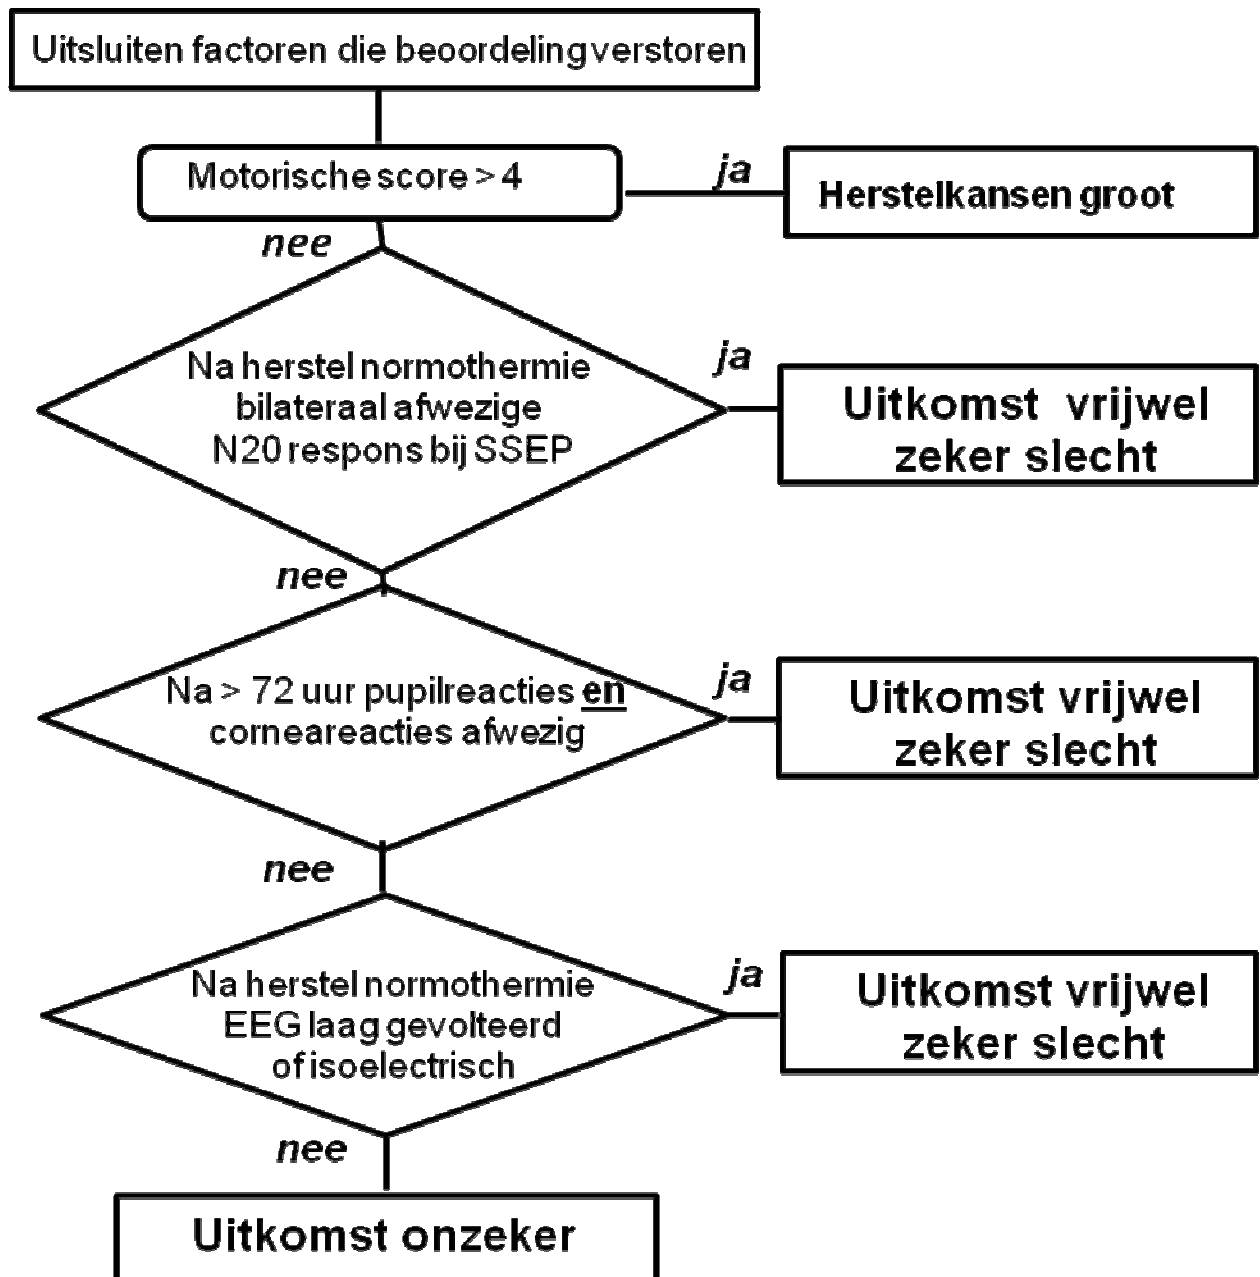 Uitsluiten factoren die beoordeling verstoren
Motorische score > 4
ja
Herstelkansen groot
nee
Na herstel normothermie
bilateraal afwezige
N20 respons bij SSEP
ja
Uitkomst vrijwel
zeker slecht
nee
Na > 72 uur pupilreacties en
corneareacties afwezig
ja
Uitkomst vrijwel
zeker slecht
nee
Na herstel normothermie
EEG laag gevolteerd
of isoelectrisch
ja
Uitkomst vrijwel
zeker slecht
nee
Uitkomst onzeker